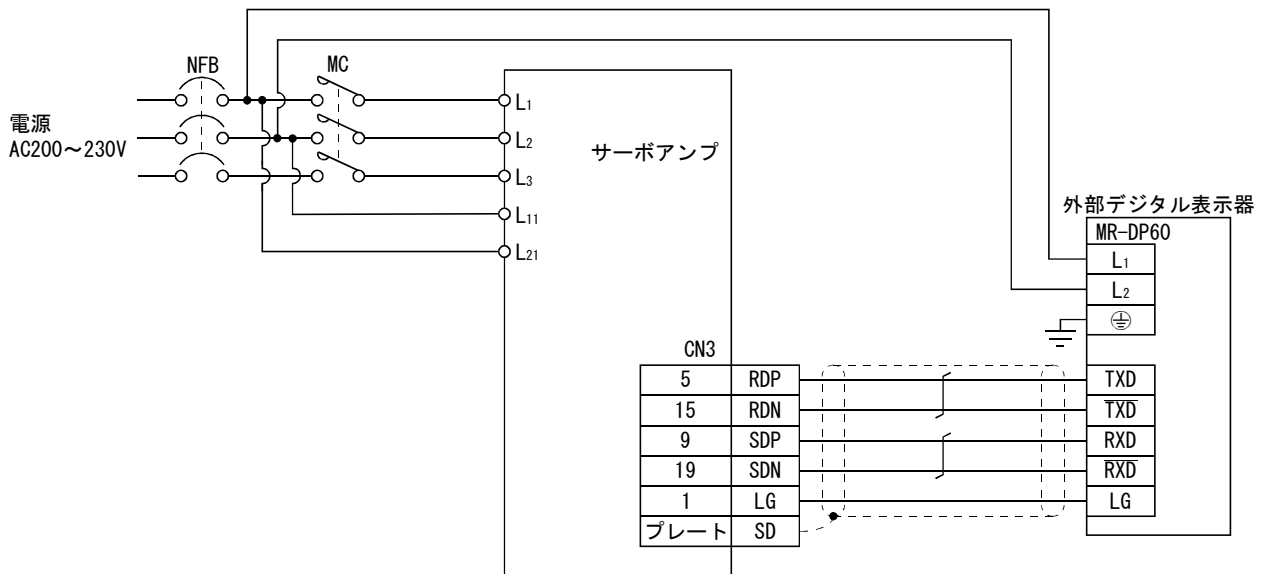 NFB
MC
電源
AC200～230V
L1
L2
L3
L11
L21
サーボアンプ
外部デジタル表示器
MR-DP60
L1
L2
CN3
5 RDP TXD
15 RDN T̅X̅D̅
9 SDP RXD
19 SDN R̅X̅D̅
1 LG LG
プレート SD